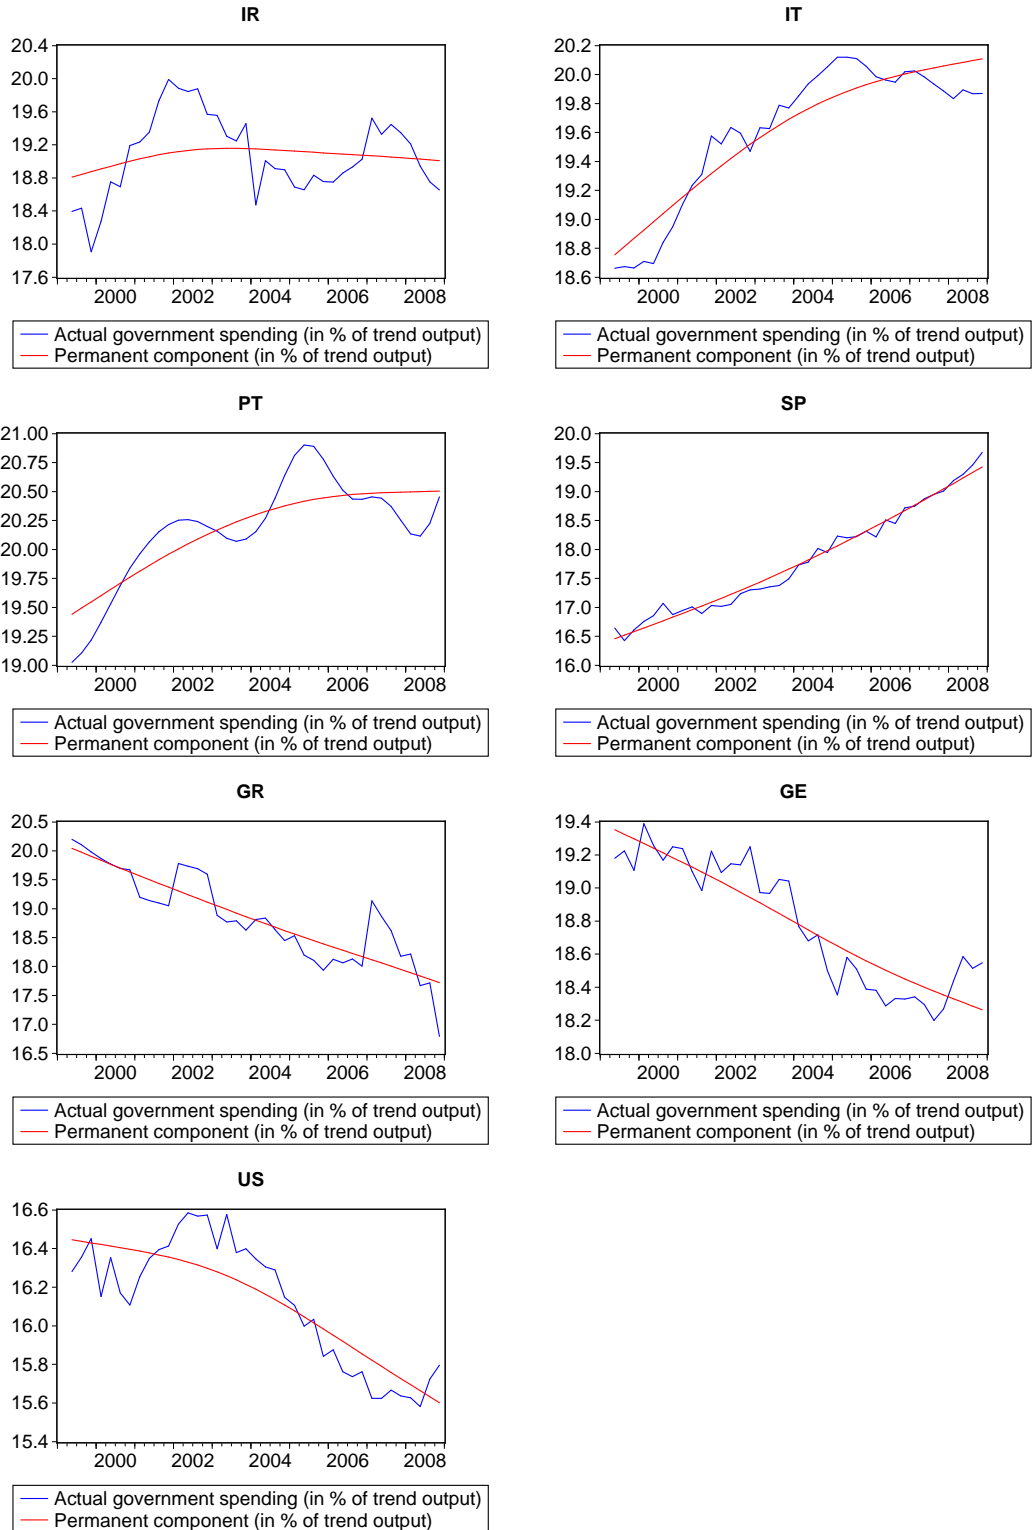 IR
20.4
20.0
19.6
19.2
18.8
18.4
18.0
17.6
2000 2002 2004 2006 2008
Actual government spending (in % of trend output)
Permanent component (in % of trend output)
IT
20.2
20.0
19.8
19.6
19.4
19.2
19.0
18.8
18.6
2000 2002 2004 2006 2008
Actual government spending (in % of trend output)
Permanent component (in % of trend output)
PT
21.00
20.75
20.50
20.25
20.00
19.75
19.50
19.25
19.00
2000 2002 2004 2006 2008
Actual government spending (in % of trend output)
Permanent component (in % of trend output)
SP
20.0
19.5
19.0
18.5
18.0
17.5
17.0
16.5
16.0
2000 2002 2004 2006 2008
Actual government spending (in % of trend output)
Permanent component (in % of trend output)
GR
20.5
20.0
19.5
19.0
18.5
18.0
17.5
17.0
16.5
2000 2002 2004 2006 2008
Actual government spending (in % of trend output)
Permanent component (in % of trend output)
GE
19.4
19.2
19.0
18.8
18.6
18.4
18.2
18.0
2000 2002 2004 2006 2008
Actual government spending (in % of trend output)
Permanent component (in % of trend output)
US
16.6
16.4
16.2
16.0
15.8
15.6
15.4
2000 2002 2004 2006 2008
Actual government spending (in % of trend output)
Permanent component (in % of trend output)